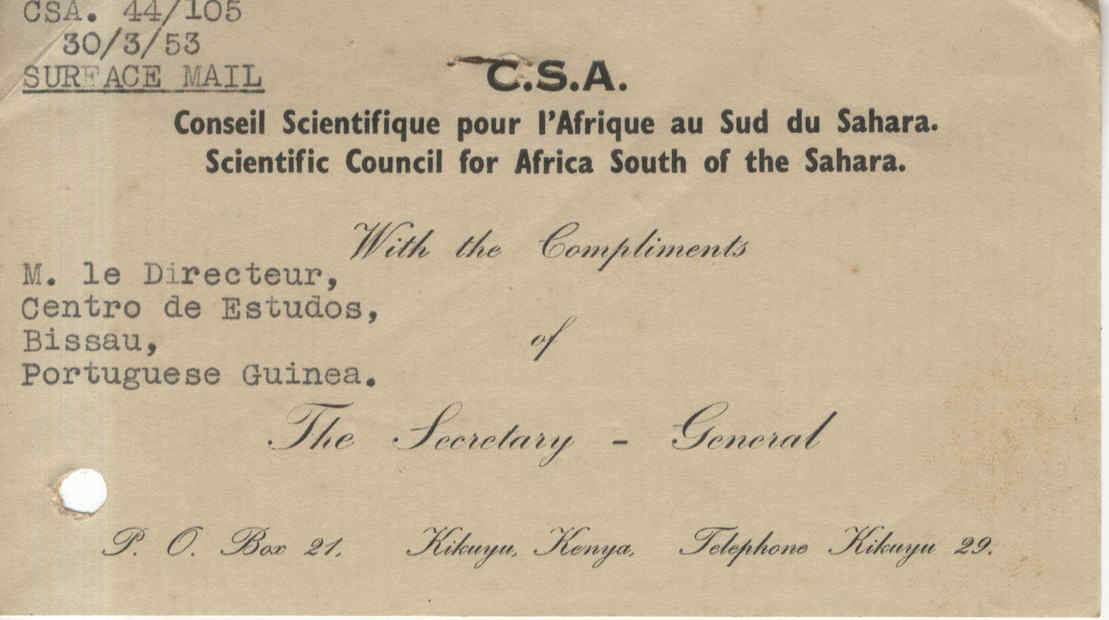 CSA. 44/105
30/3/53
SURFACE MAIL
C.S.A.
Conseil Scientifique pour l'Afrique au Sud du Sahara.
Scientific Council for Africa South of the Sahara.
With the Compliments
M. le Directeur,
Centro de Estudos,
Bissau,
Portuguese Guinea.
of
The Secretary - General
P. O. Box 21. Kikuyu, Kenya. Telephone Kikuyu 29.